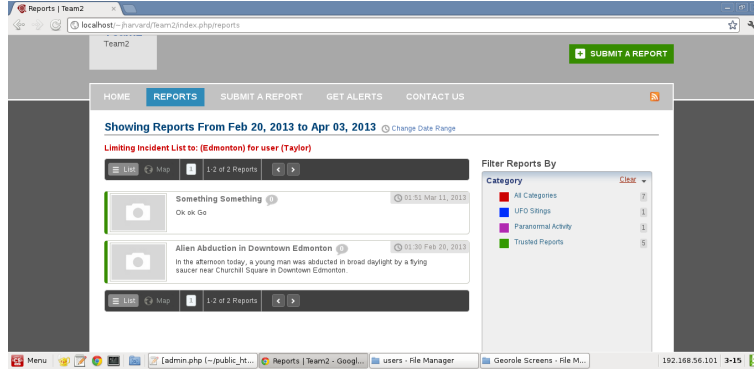 Reports | Team2
localhost/~jharvard/Team2/index.php/reports
Team2
SUBMIT A REPORT
HOME REPORTS SUBMIT A REPORT GET ALERTS CONTACT US
Showing Reports From Feb 20, 2013 to Apr 03, 2013 Change Date Range
Limiting Incident List to: (Edmonton) for user (Taylor)
List Map 1 1-2 of 2 Reports
Something Something 0
01:51 Mar 11, 2013
Ok ok Go
Alien Abduction in Downtown Edmonton 0
01:30 Feb 20, 2013
In the afternoon today, a young man was abducted in broad daylight by a flying
saucer near Churchill Square in Downtown Edmonton.
List Map 1 1-2 of 2 Reports
Filter Reports By
Category Clear
All Categories 7
UFO Sitings 1
Paranormal Activity 1
Trusted Reports 5
Menu [admin.php (~/public_ht... Reports | Team2 - Googl... users - File Manager Georole Screens - File M... 192.168.56.101 3-15